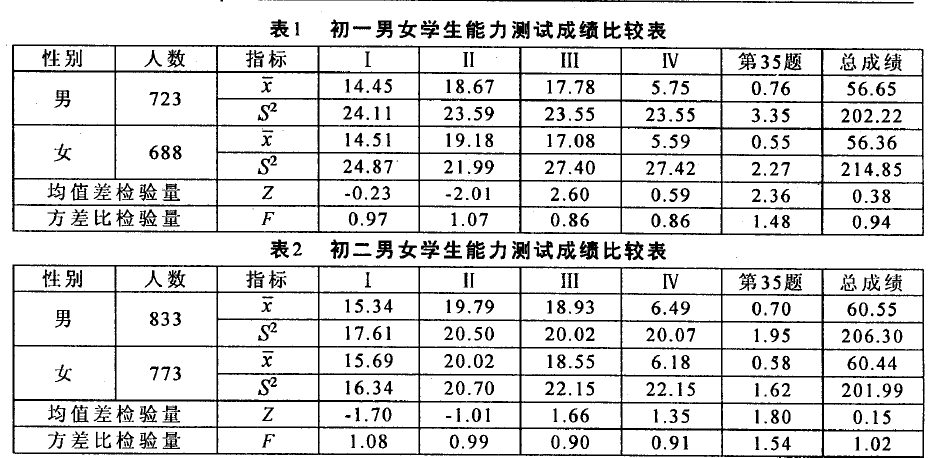 表1 初一男女学生能力测试成绩比较表
性别 人数 指标 Ⅰ Ⅱ Ⅲ Ⅳ 第35题 总成绩
男 723 x̄ 14.45 18.67 17.78 5.75 0.76 56.65
S² 24.11 23.59 23.55 23.55 3.35 202.22
女 688 x̄ 14.51 19.18 17.08 5.59 0.55 56.36
S² 24.87 21.99 27.40 27.42 2.27 214.85
均值差检验量 Z -0.23 -2.01 2.60 0.59 2.36 0.38
方差比检验量 F 0.97 1.07 0.86 0.86 1.48 0.94
表2 初二男女学生能力测试成绩比较表
性别 人数 指标 Ⅰ Ⅱ Ⅲ Ⅳ 第35题 总成绩
男 833 x̄ 15.34 19.79 18.93 6.49 0.70 60.55
S² 17.61 20.50 20.02 20.07 1.95 206.30
女 773 x̄ 15.69 20.02 18.55 6.18 0.58 60.44
S² 16.34 20.70 22.15 22.15 1.62 201.99
均值差检验量 Z -1.70 -1.01 1.66 1.35 1.80 0.15
方差比检验量 F 1.08 0.99 0.90 0.91 1.54 1.02